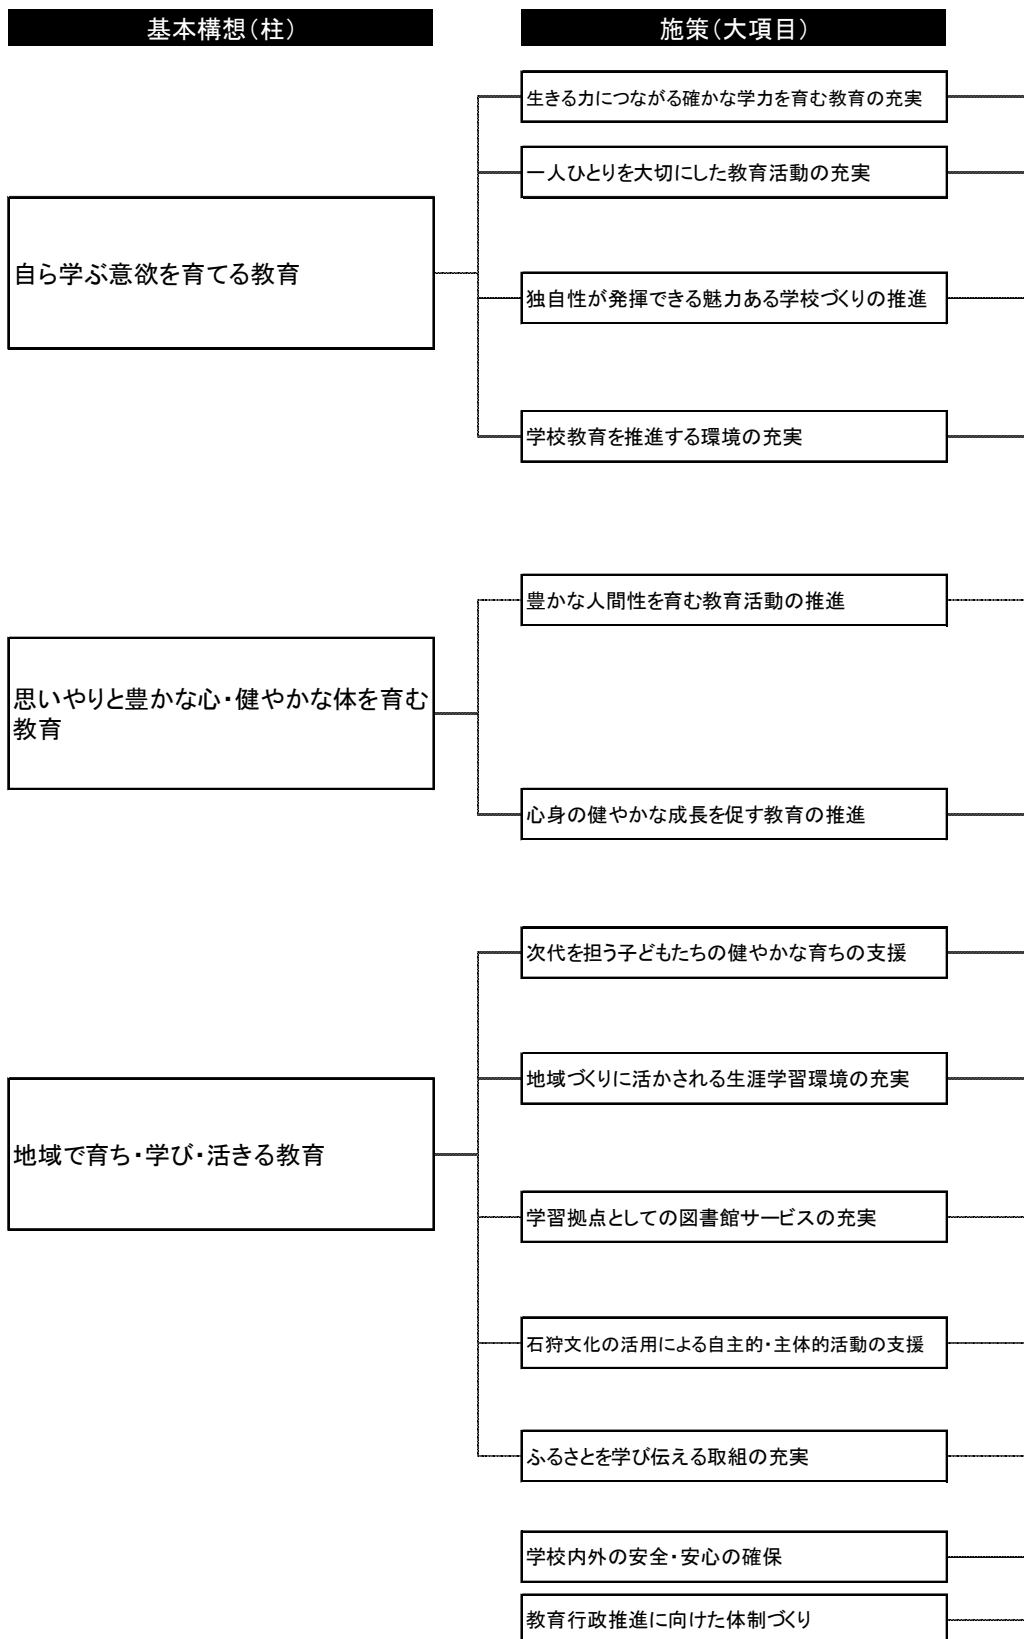 基本構想(柱)
施策(大項目)
自ら学ぶ意欲を育てる教育
生きる力につながる確かな学力を育む教育の充実
一人ひとりを大切にした教育活動の充実
独自性が発揮できる魅力ある学校づくりの推進
学校教育を推進する環境の充実
思いやりと豊かな心・健やかな体を育む
教育
豊かな人間性を育む教育活動の推進
心身の健やかな成長を促す教育の推進
地域で育ち・学び・活きる教育
次代を担う子どもたちの健やかな育ちの支援
地域づくりに活かされる生涯学習環境の充実
学習拠点としての図書館サービスの充実
石狩文化の活用による自主的・主体的活動の支援
ふるさとを学び伝える取組の充実
学校内外の安全・安心の確保
教育行政推進に向けた体制づくり